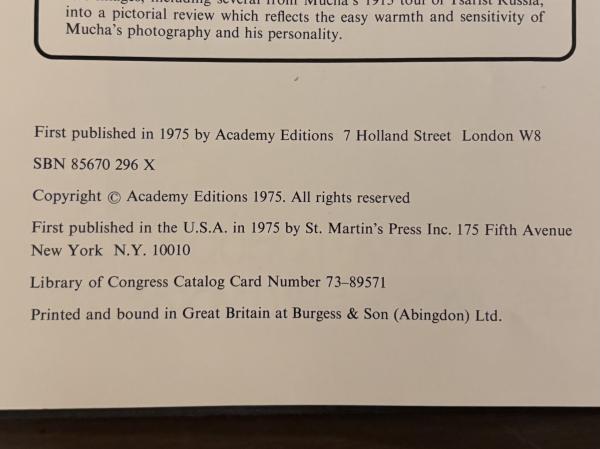 into a pictorial review which reflects the easy warmth and sensitivity of
Mucha's photography and his personality.
First published in 1975 by Academy Editions 7 Holland Street London W8
SBN 85670 296 X
Copyright © Academy Editions 1975. All rights reserved
First published in the U.S.A. in 1975 by St. Martin's Press Inc. 175 Fifth Avenue
New York N.Y. 10010
Library of Congress Catalog Card Number 73–89571
Printed and bound in Great Britain at Burgess & Son (Abingdon) Ltd.